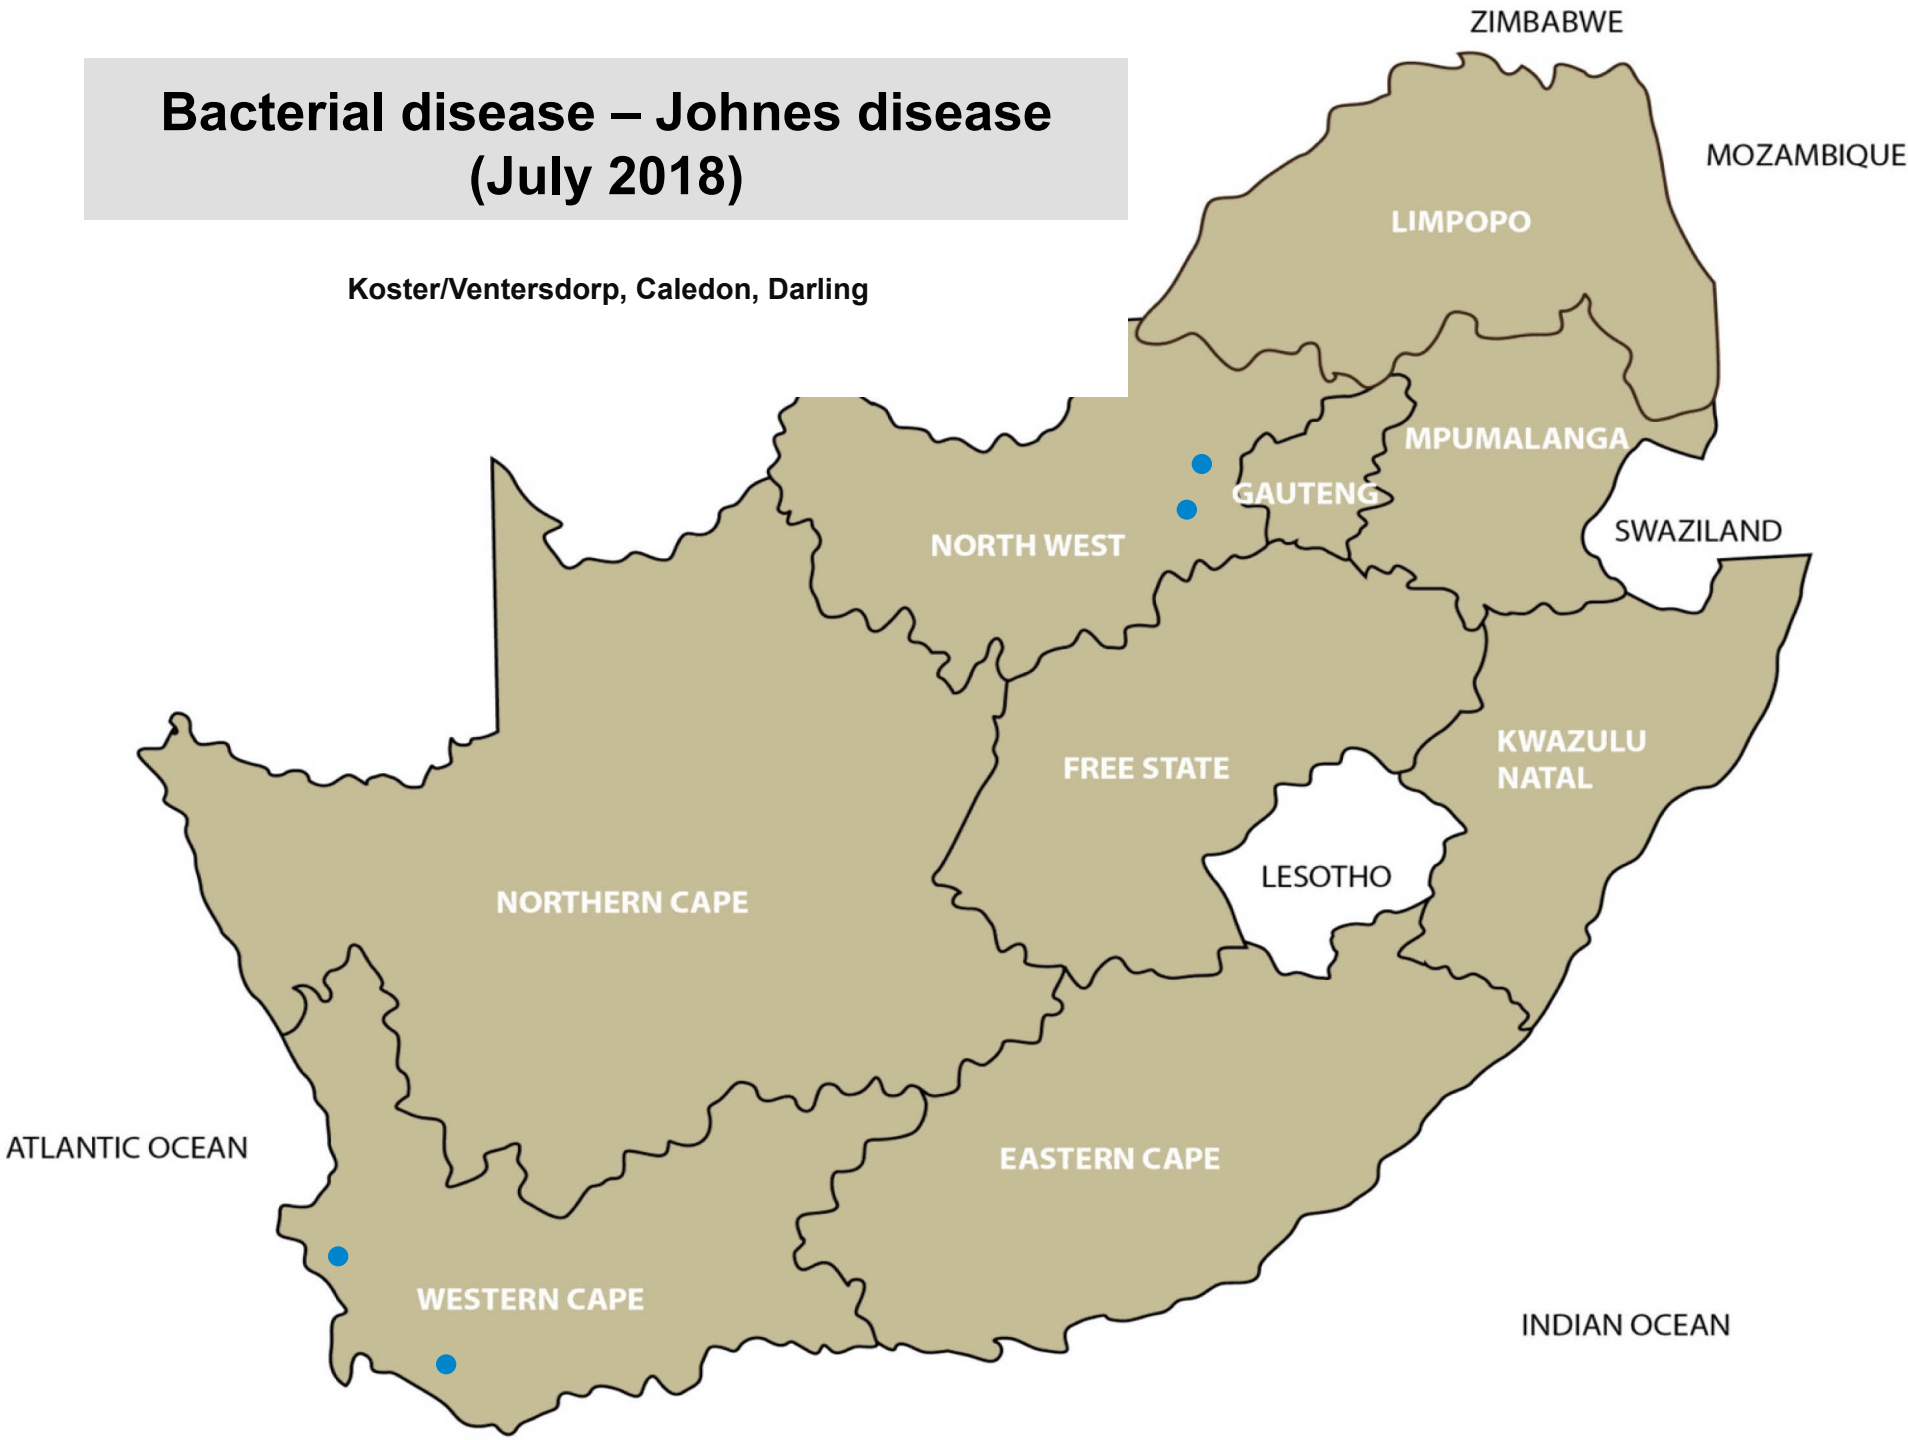 ZIMBABWE
Bacterial disease – Johnes disease
(July 2018)
MOZAMBIQUE
LIMPOPO
Koster/Ventersdorp, Caledon, Darling
MPUMALANGA
GAUTENG
SWAZILAND
NORTH WEST
KWAZULU
NATAL
FREE STATE
LESOTHO
NORTHERN CAPE
ATLANTIC OCEAN
EASTERN CAPE
WESTERN CAPE
INDIAN OCEAN